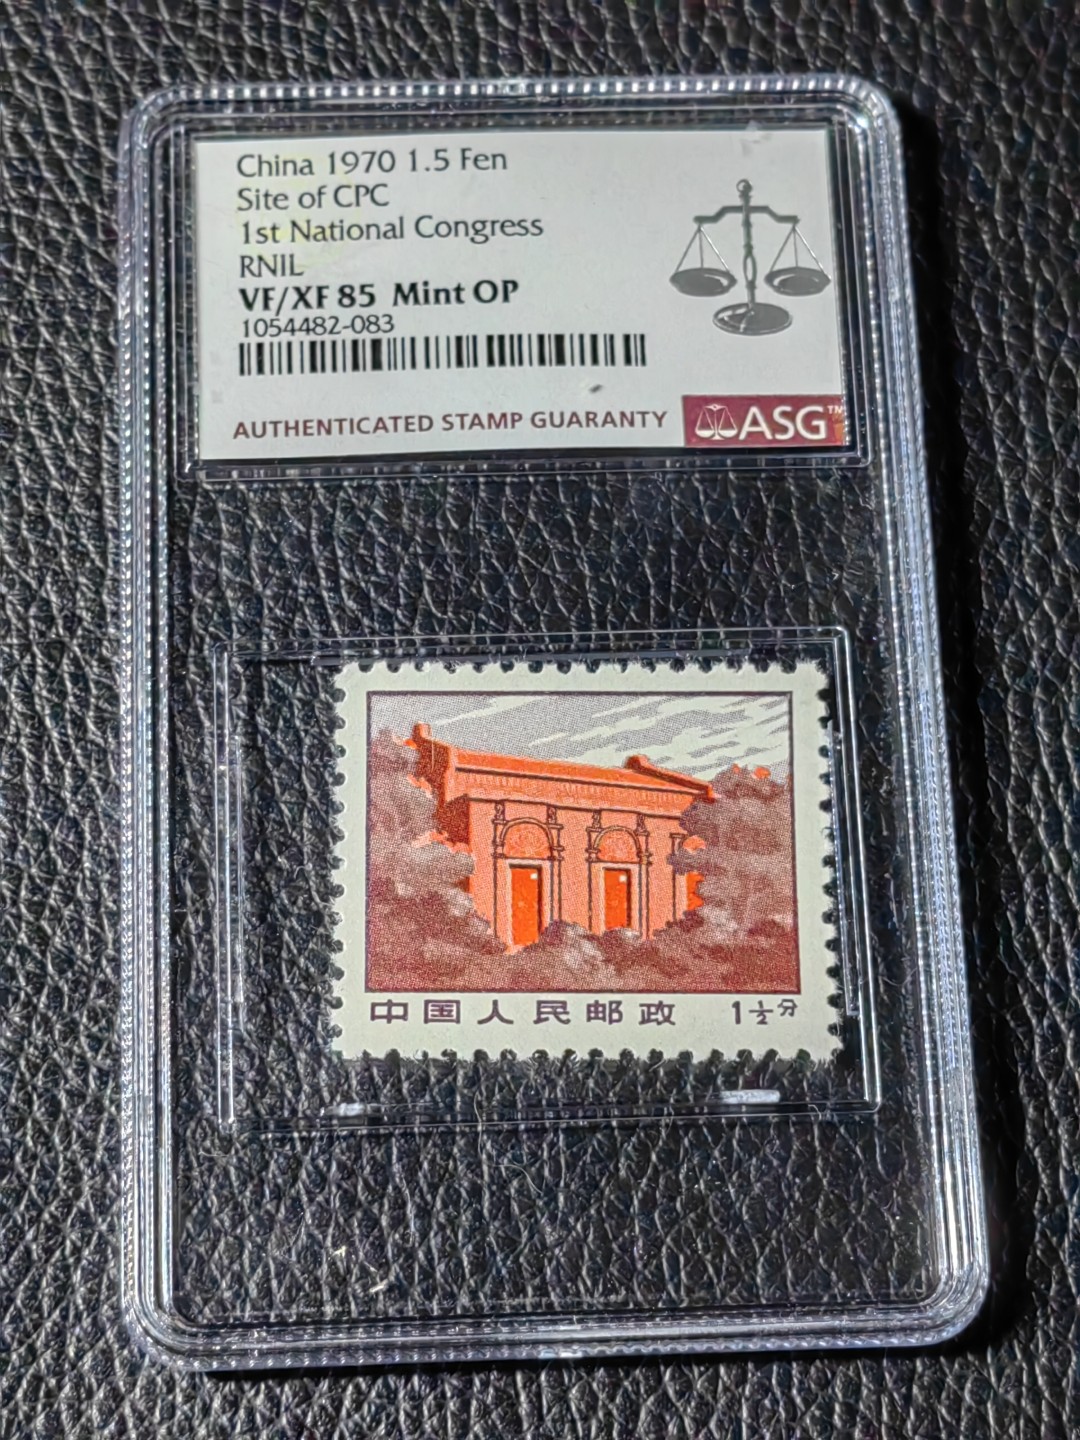 China 1970 1.5 Fen
Site of CPC
1st National Congress
RNIL
VF/XF 85 Mint OP
1054482-083
AUTHENTICATED STAMP GUARANTY
ASG™
中国人民邮政 1½分